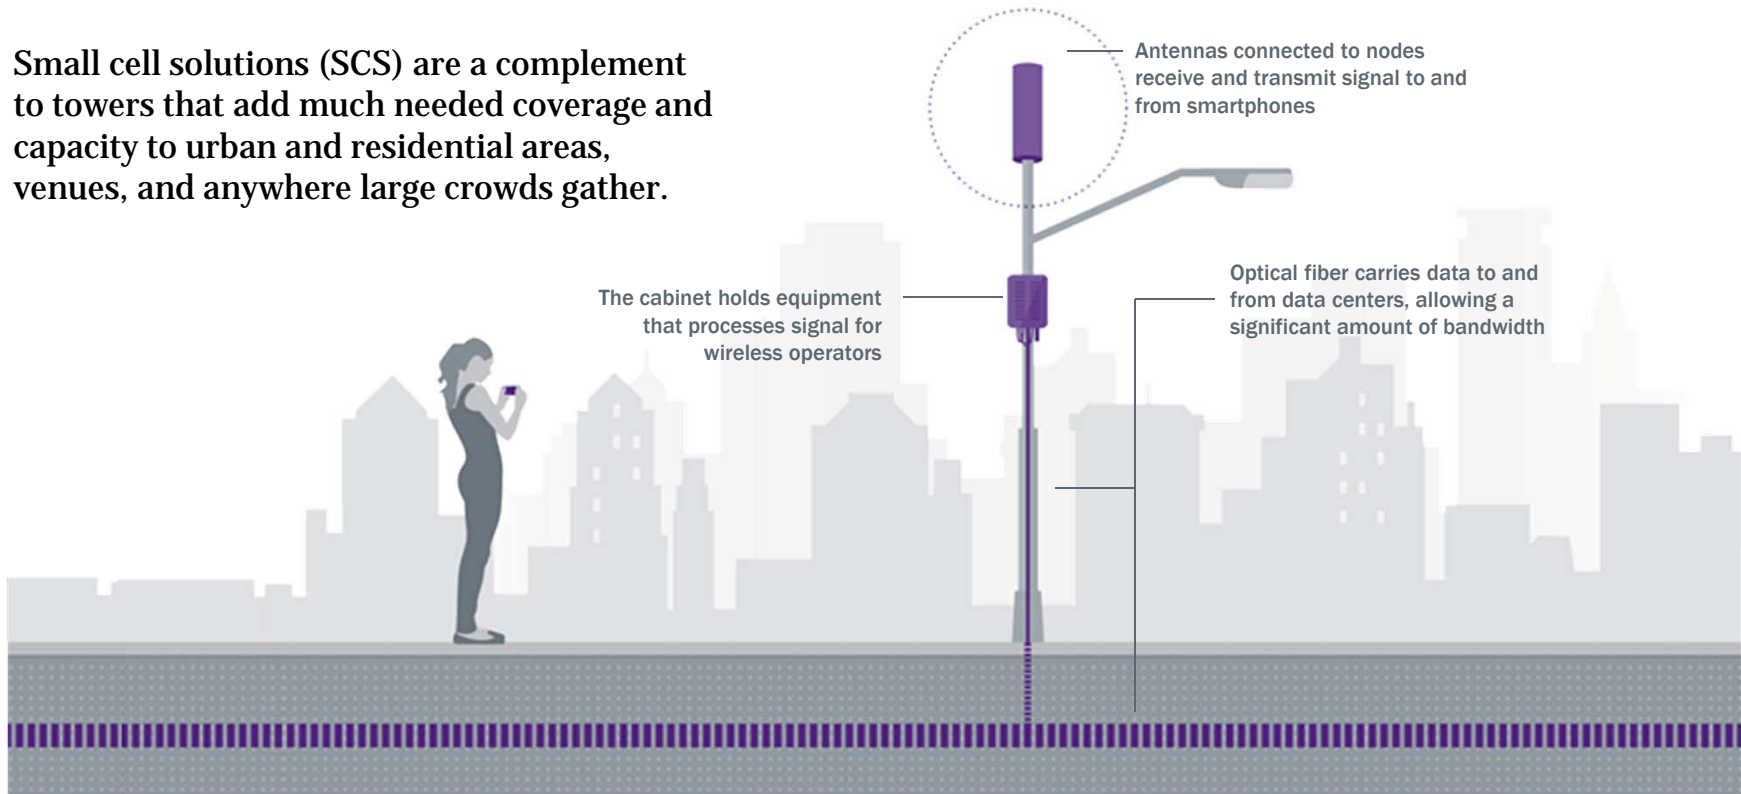 Small cell solutions (SCS) are a complement
to towers that add much needed coverage and
capacity to urban and residential areas,
venues, and anywhere large crowds gather.
Antennas connected to nodes
receive and transmit signal to and
from smartphones
The cabinet holds equipment
that processes signal for
wireless operators
Optical fiber carries data to and
from data centers, allowing a
significant amount of bandwidth